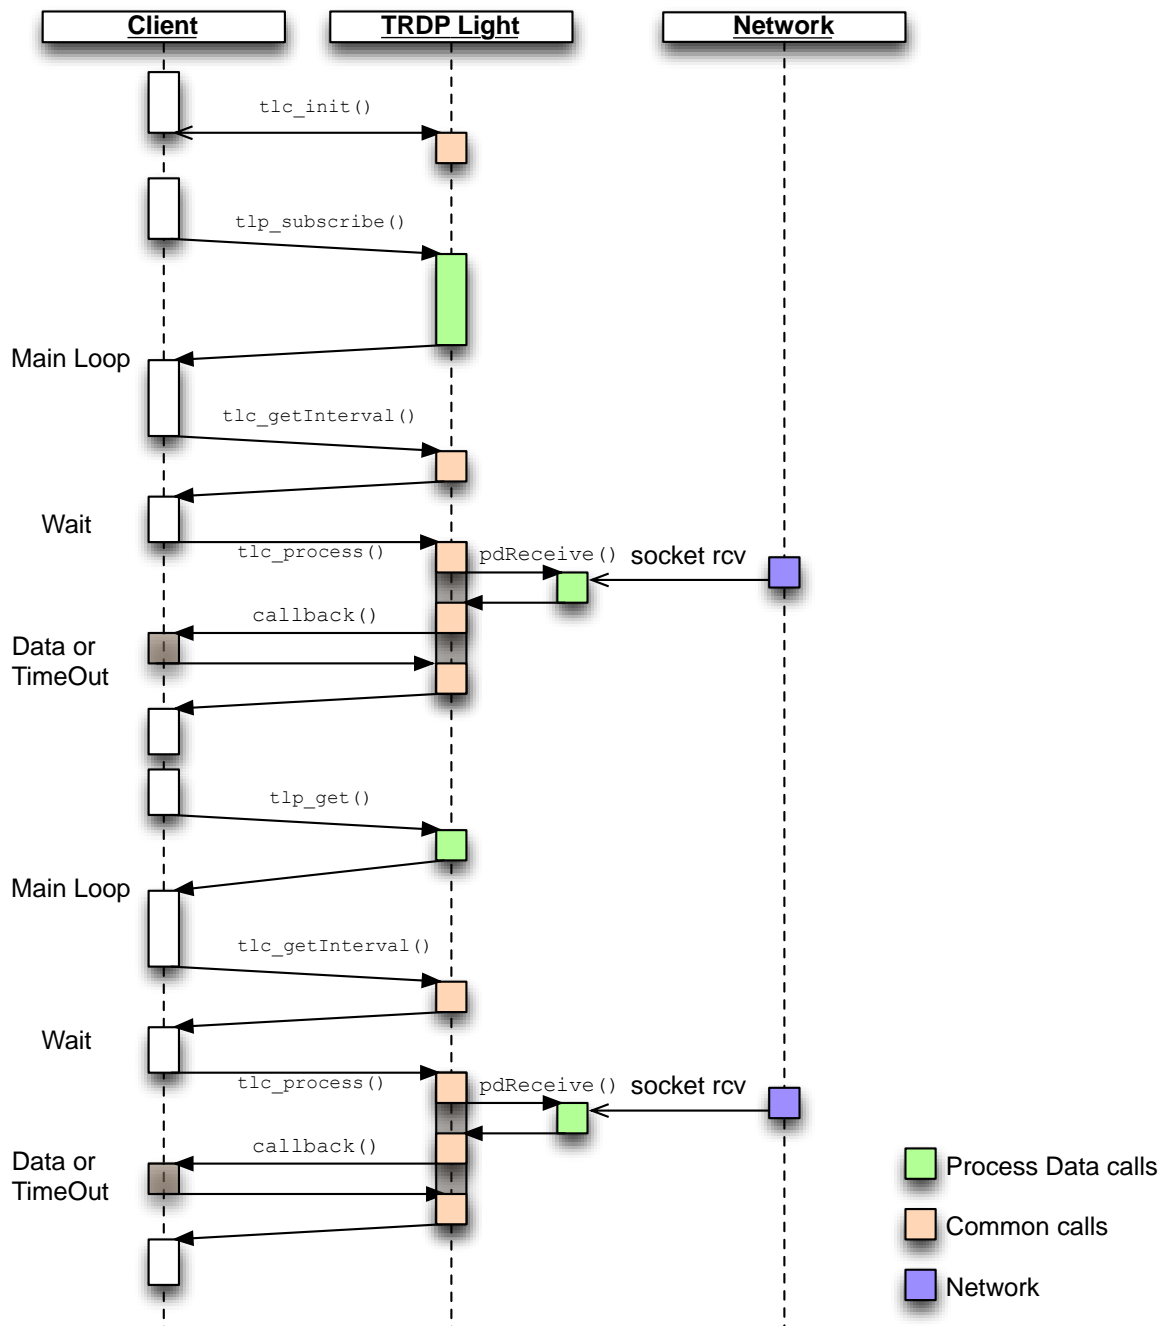 Client
TRDP Light
Network
tlc_init()
tlp_subscribe()
Main Loop
tlc_getInterval()
Wait
tlc_process()
pdReceive()
socket rcv
callback()
Data or
TimeOut
tlp_get()
Main Loop
tlc_getInterval()
Wait
tlc_process()
pdReceive()
socket rcv
callback()
Data or
TimeOut
Process Data calls
Common calls
Network